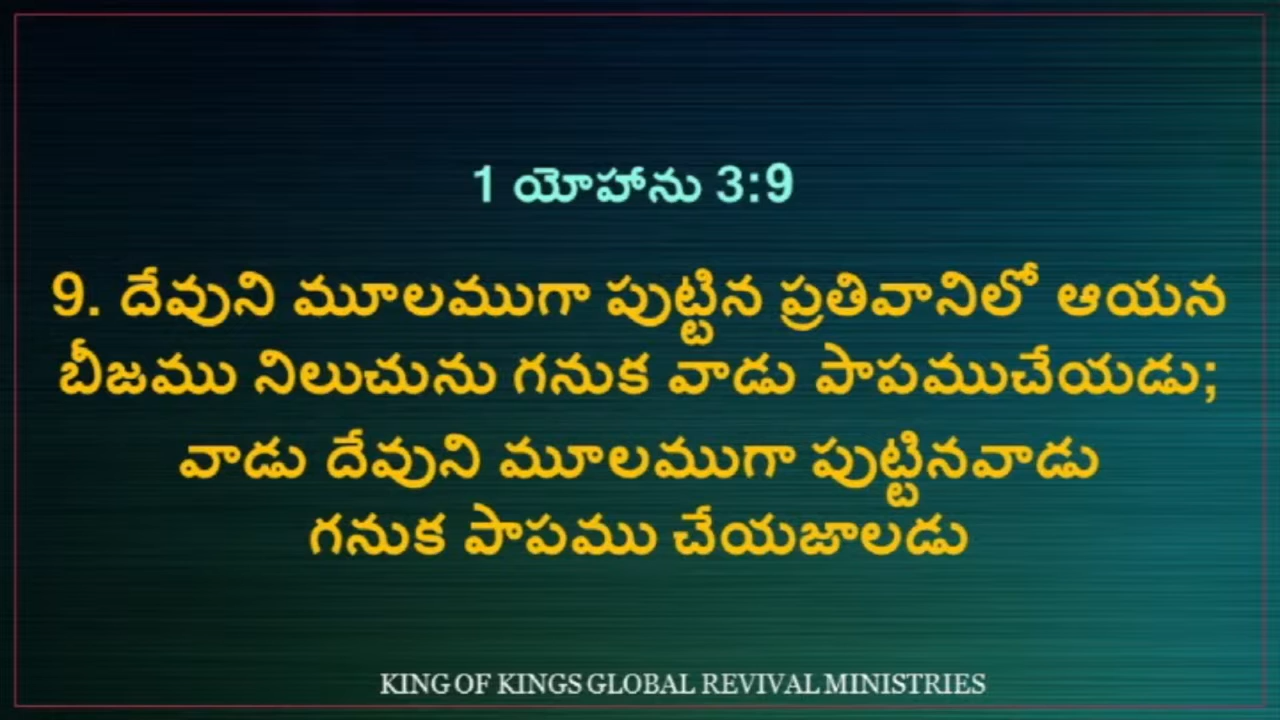 1 యోహాను 3:9
9. దేవుని మూలముగా పుట్టిన ప్రతివానిలో ఆయన
బీజము నిలుచును గనుక వాడు పాపముచేయడు;
వాడు దేవుని మూలముగా పుట్టినవాడు
గనుక పాపము చేయజాలడు
KING OF KINGS GLOBAL REVIVAL MINISTRIES